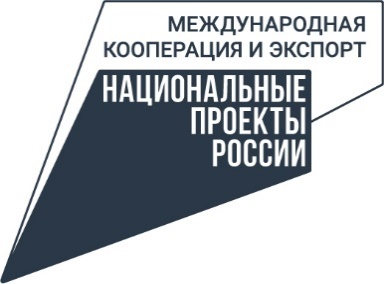 МЕЖДУНАРОДНАЯ
КООПЕРАЦИЯ И ЭКСПОРТ
НАЦИОНАЛЬНЫЕ
ПРОЕКТЫ
РОССИИ